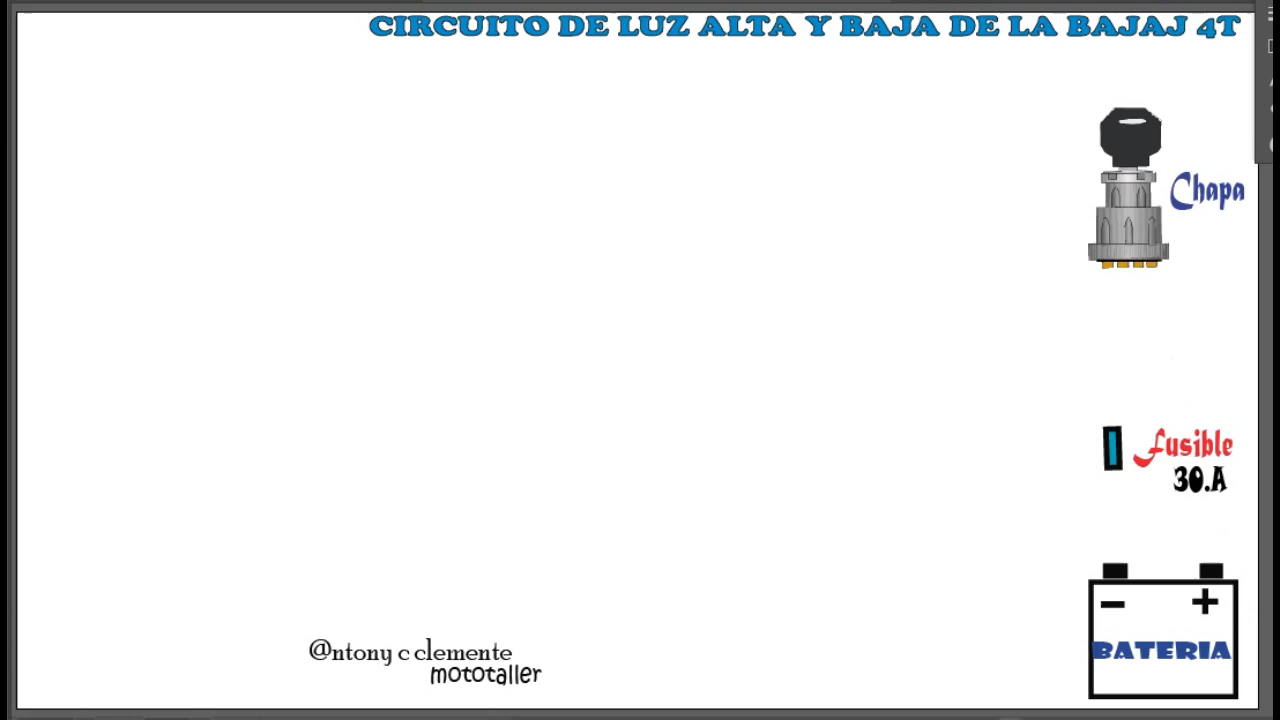 CIRCUITO DE LUZ ALTA Y BAJA DE LA BAJAJ 4T
Chapa
fusible
30.A
- +
BATERIA
@ntony c clemente
mototaller